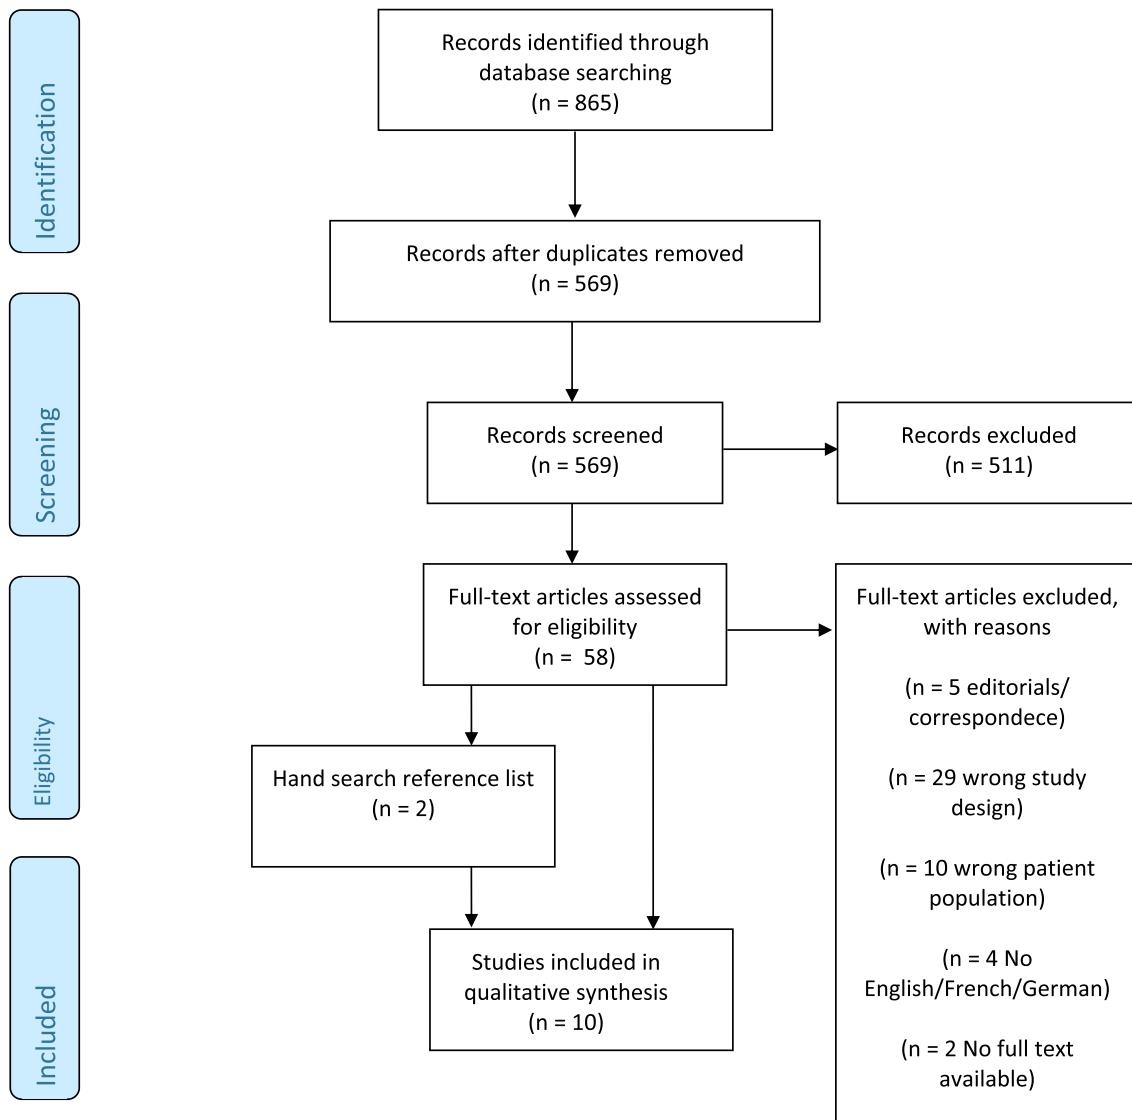 Identification
Records identified through
database searching
(n = 865)
Records after duplicates removed
(n = 569)
Screening
Records screened
(n = 569)
Records excluded
(n = 511)
Eligibility
Full-text articles assessed
for eligibility
(n =  58)
Full-text articles excluded,
with reasons
(n = 5 editorials/
correspondece)
(n = 29 wrong study
design)
(n = 10 wrong patient
population)
(n = 4 No
English/French/German)
(n = 2 No full text
available)
Hand search reference list
(n = 2)
Included
Studies included in
qualitative synthesis
(n = 10)